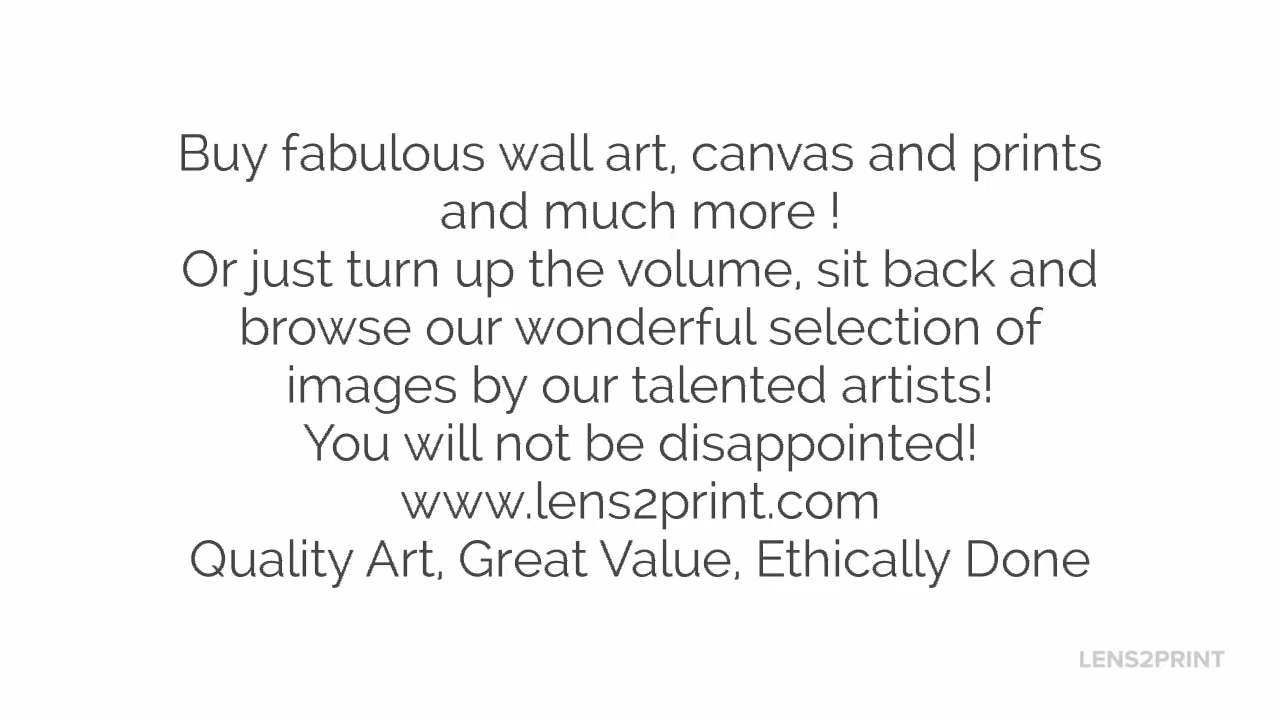 Buy fabulous wall art, canvas and prints
and much more !
Or just turn up the volume, sit back and
browse our wonderful selection of
images by our talented artists!
You will not be disappointed!
www.lens2print.com
Quality Art, Great Value, Ethically Done
LENS2PRINT